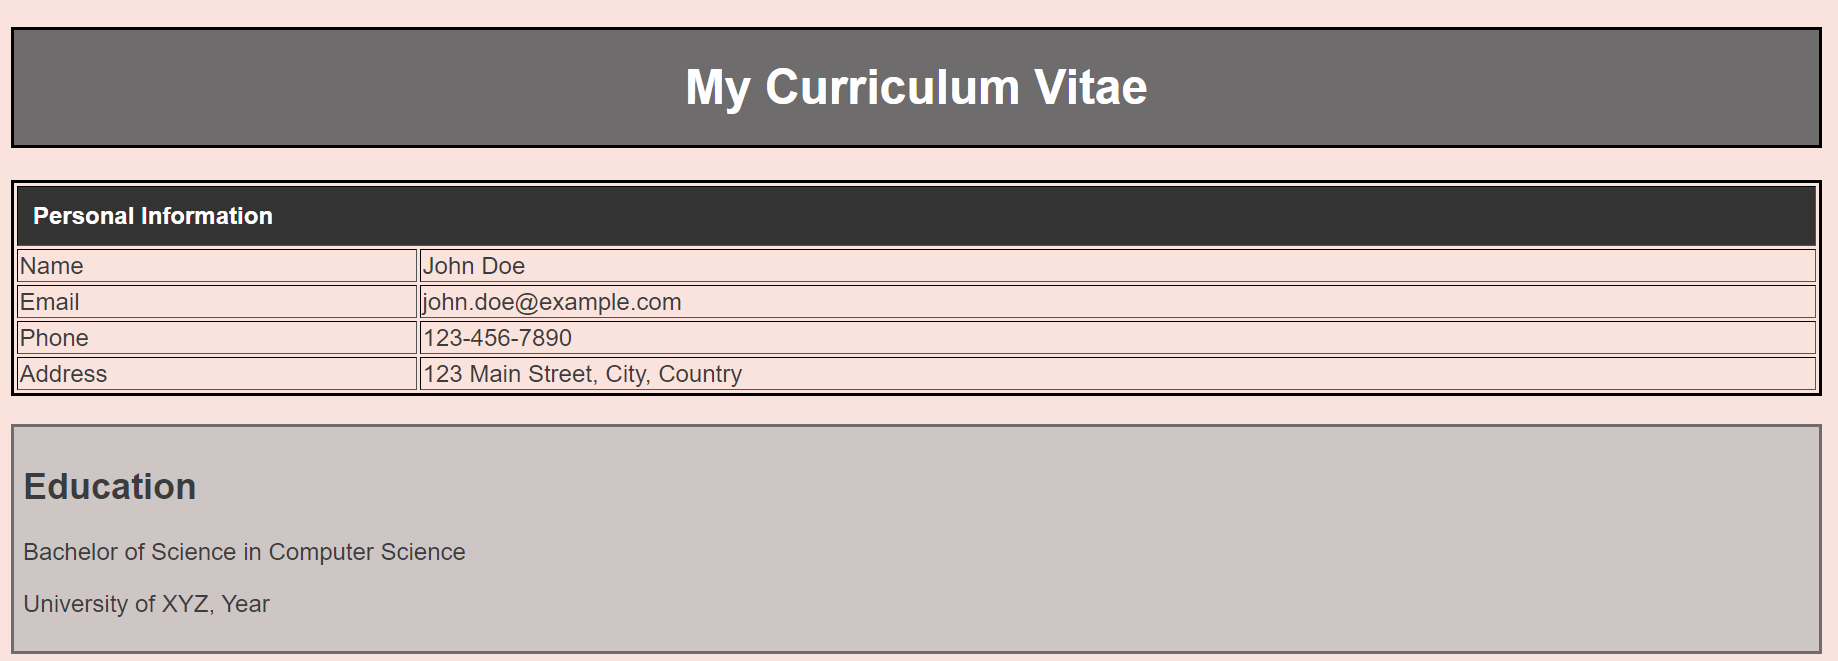 My Curriculum Vitae
Personal Information
Name John Doe
Email john.doe@example.com
Phone 123-456-7890
Address 123 Main Street, City, Country
Education
Bachelor of Science in Computer Science
University of XYZ, Year